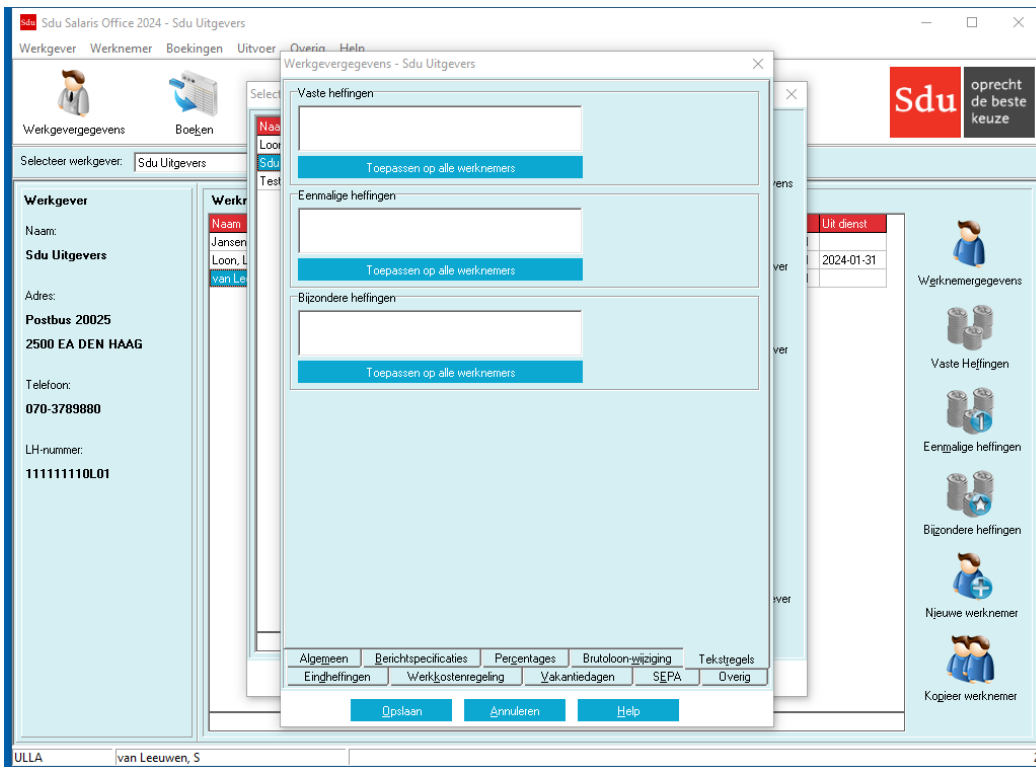 Sdu Sdu Salaris Office 2024 - Sdu Uitgevers
Werkgever Werknemer Boekingen Uitvoer Overig Help
Werkgevergegevens
Boeken
Sdu
oprecht
de beste
keuze
Selecteer werkgever: Sdu Uitgevers
Werkgever
Naam:
Sdu Uitgevers
Adres:
Postbus 20025
2500 EA DEN HAAG
Telefoon:
070-3789880
LH-nummer:
111111110L01
Naam
Jansen
Loon, L
Uit dienst
2024-01-31
Sdu
Werkgevergegevens - Sdu Uitgevers
Vaste heffingen
Toepassen op alle werknemers
Eenmalige heffingen
Toepassen op alle werknemers
Bijzondere heffingen
Toepassen op alle werknemers
Algemeen Berichtspecificaties Percentages Brutoloon-wijziging Tekstregels
Eindheffingen Werkkostenregeling Vakantiedagen SEPA Overig
Opslaan Annuleren Help
Werknemergegevens
Vaste Heffingen
Eenmalige heffingen
Bijzondere heffingen
Nieuwe werknemer
Kopieer werknemer
ULLA van Leeuwen, S